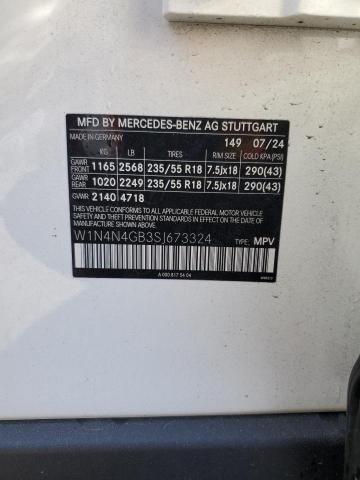 MFD BY MERCEDES-BENZ AG STUTTGART
MADE IN GERMANY 149 07/24
KG LB TIRES RIM SIZE COLD KPA(PSI)
GAWR FRONT 1165 2568 235/55 R18 7.5Jx18 290(43)
GAWR REAR 1020 2249 235/55 R18 7.5Jx18 290(43)
GVWR 2140 4718
THIS VEHICLE CONFORMS TO ALL APPLICABLE U.S. FEDERAL MOTOR VEHICLE SAFETY AND THEFT PREVENTION STANDARDS IN EFFECT ON THE DATE OF MANUFACTURE SHOWN ABOVE.
W1N4N4GB3SJ673324 TYPE: MPV
A 000 817 54 04